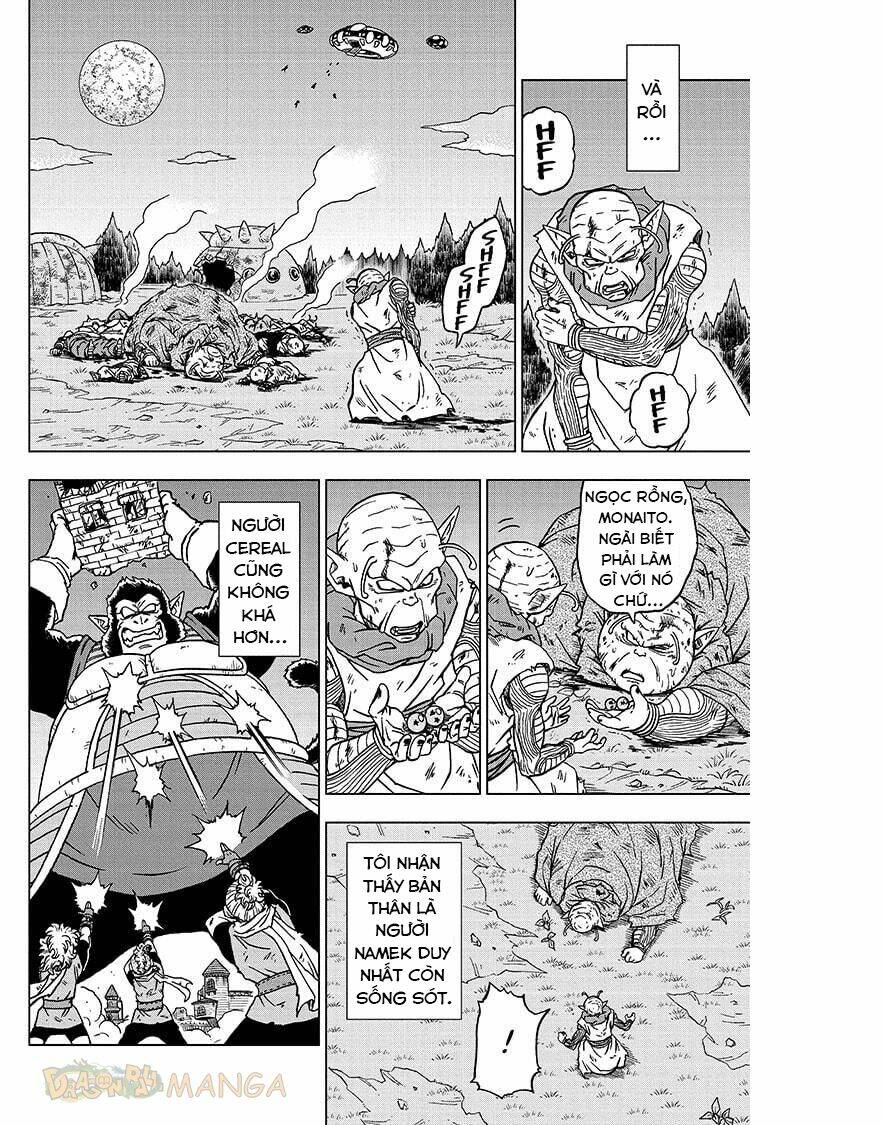 VÀ
RỒI
...
HFF
HFF
HFF
SHFF
SHFF
NGỌC RỒNG,
MONAITO.
NGÀI BIẾT
PHẢI LÀM
GÌ VỚI NÓ
CHỨ...
NGƯỜI
CEREAL
CŨNG
KHÔNG
KHÁ
HƠN...
TÔI NHẬN
THẤY BẢN
THÂN LÀ
NGƯỜI
NAMEK DUY
NHẤT CÒN
SỐNG SÓT.
!
DRAGON BALL MANGA